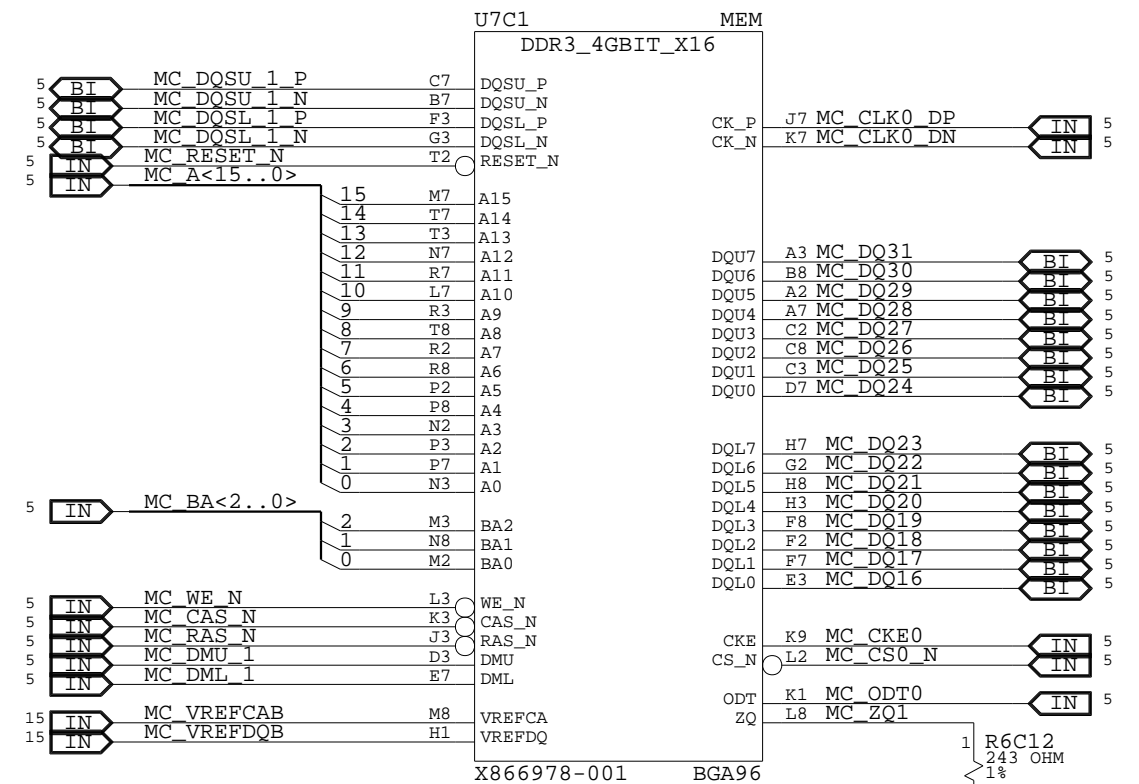 U7C1 MEM
DDR3_4GBIT_X16
5 BI MC_DQSU_1_P C7 DQSU_P
5 BI MC_DQSU_1_N B7 DQSU_N
5 BI MC_DQSL_1_P F3 DQSL_P CK_P J7 MC_CLK0_DP IN 5
5 BI MC_DQSL_1_N G3 DQSL_N CK_N K7 MC_CLK0_DN IN 5
5 IN MC_RESET_N T2 RESET_N
5 IN MC_A<15..0>
15 M7 A15
14 T7 A14
13 T3 A13
12 N7 A12 DQU7 A3 MC_DQ31 BI 5
11 R7 A11 DQU6 B8 MC_DQ30 BI 5
10 L7 A10 DQU5 A2 MC_DQ29 BI 5
9 R3 A9 DQU4 A7 MC_DQ28 BI 5
8 T8 A8 DQU3 C2 MC_DQ27 BI 5
7 R2 A7 DQU2 C8 MC_DQ26 BI 5
6 R8 A6 DQU1 C3 MC_DQ25 BI 5
5 P2 A5 DQU0 D7 MC_DQ24 BI 5
4 P8 A4
3 N2 A3
2 P3 A2 DQL7 H7 MC_DQ23 BI 5
1 P7 A1 DQL6 G2 MC_DQ22 BI 5
0 N3 A0 DQL5 H8 MC_DQ21 BI 5
5 IN MC_BA<2..0> DQL4 H3 MC_DQ20 BI 5
2 M3 BA2 DQL3 F8 MC_DQ19 BI 5
1 N8 BA1 DQL2 F2 MC_DQ18 BI 5
0 M2 BA0 DQL1 F7 MC_DQ17 BI 5
DQL0 E3 MC_DQ16 BI 5
5 IN MC_WE_N L3 WE_N
5 IN MC_CAS_N K3 CAS_N
5 IN MC_RAS_N J3 RAS_N CKE K9 MC_CKE0 IN 5
5 IN MC_DMU_1 D3 DMU CS_N L2 MC_CS0_N IN 5
5 IN MC_DML_1 E7 DML
ODT K1 MC_ODT0 IN 5
15 IN MC_VREFCAB M8 VREFCA ZQ L8 MC_ZQ1
15 IN MC_VREFDQB H1 VREFDQ
1 R6C12
243 OHM
1%
X866978-001 BGA96